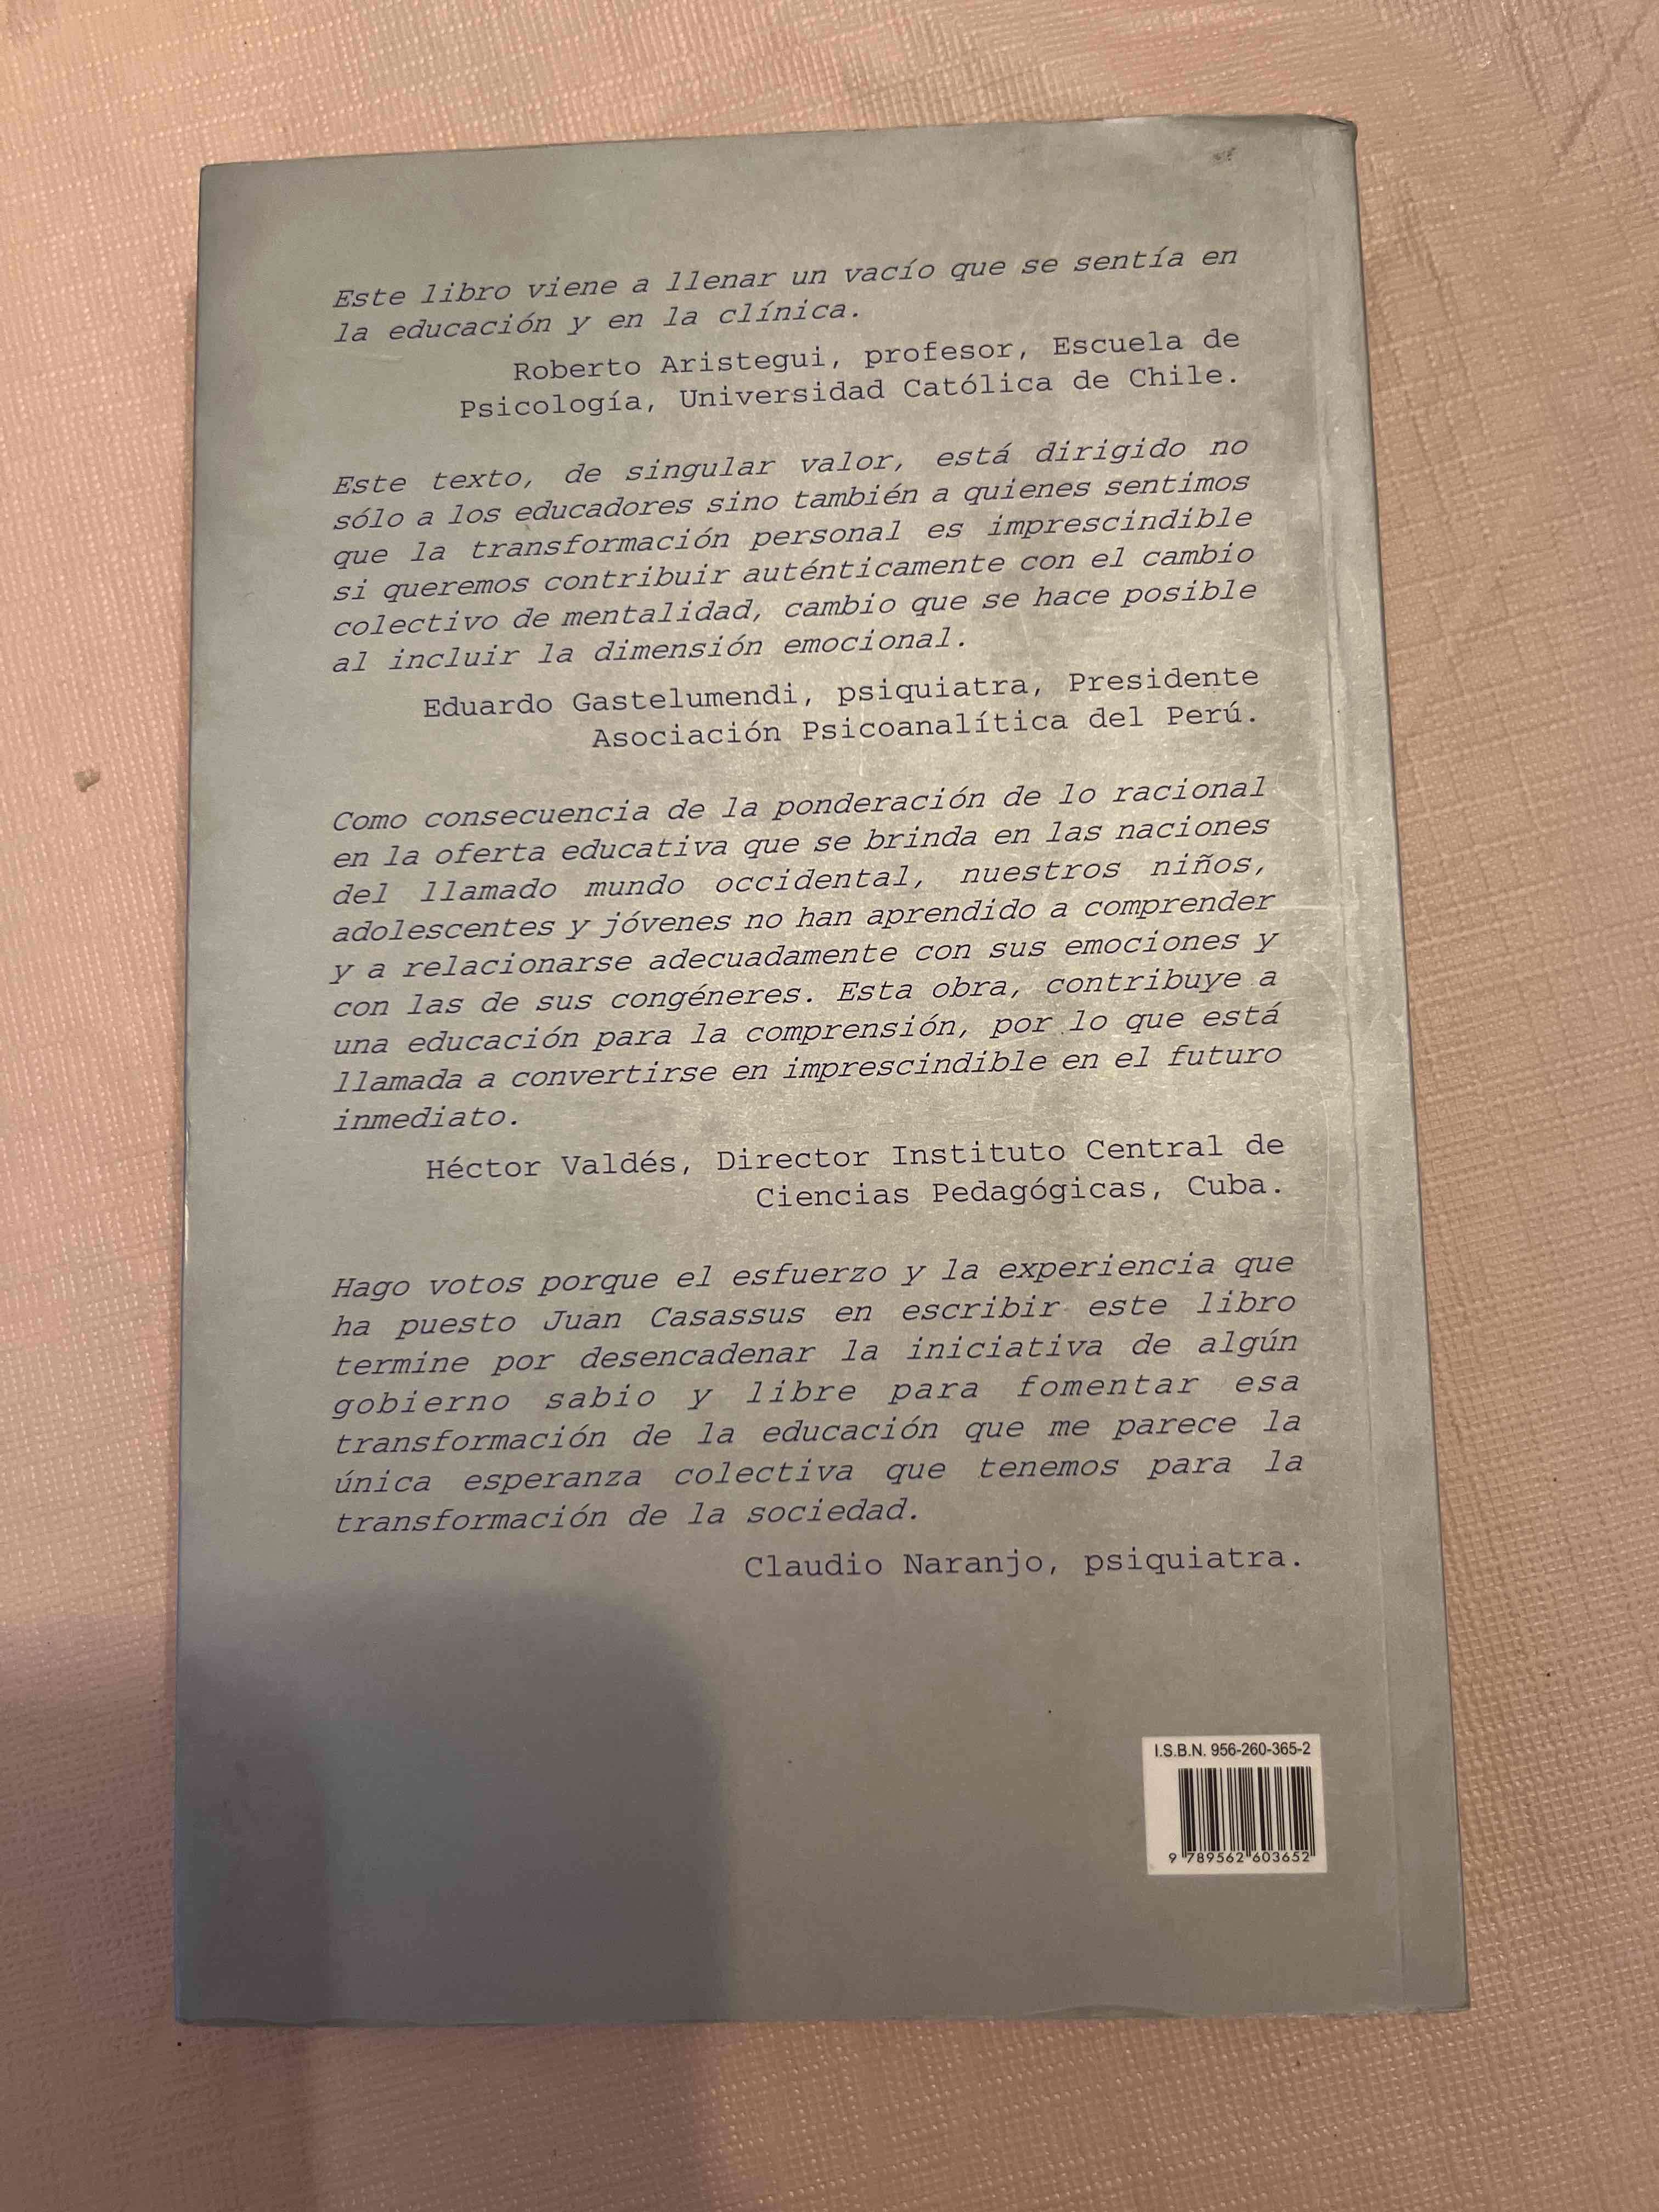 Este libro viene a llenar un vacío que se sentía en
la educación y en la clínica.
Roberto Aristegui, profesor, Escuela de
Psicología, Universidad Católica de Chile.
Este texto, de singular valor, está dirigido no
sólo a los educadores sino también a quienes sentimos
que la transformación personal es imprescindible
si queremos contribuir auténticamente con el cambio
colectivo de mentalidad, cambio que se hace posible
al incluir la dimensión emocional.
Eduardo Gastelumendi, psiquiatra, Presidente
Asociación Psicoanalítica del Perú.
Como consecuencia de la ponderación de lo racional
en la oferta educativa que se brinda en las naciones
del llamado mundo occidental, nuestros niños,
adolescentes y jóvenes no han aprendido a comprender
y a relacionarse adecuadamente con sus emociones y
con las de sus congéneres. Esta obra, contribuye a
una educación para la comprensión, por lo que está
llamada a convertirse en imprescindible en el futuro
inmediato.
Héctor Valdés, Director Instituto Central de
Ciencias Pedagógicas, Cuba.
Hago votos porque el esfuerzo y la experiencia que
ha puesto Juan Casassus en escribir este libro
termine por desencadenar la iniciativa de algún
gobierno sabio y libre para fomentar esa
transformación de la educación que me parece la
única esperanza colectiva que tenemos para la
transformación de la sociedad.
Claudio Naranjo, psiquiatra.
I.S.B.N. 956-260-365-2
9 789562 603652